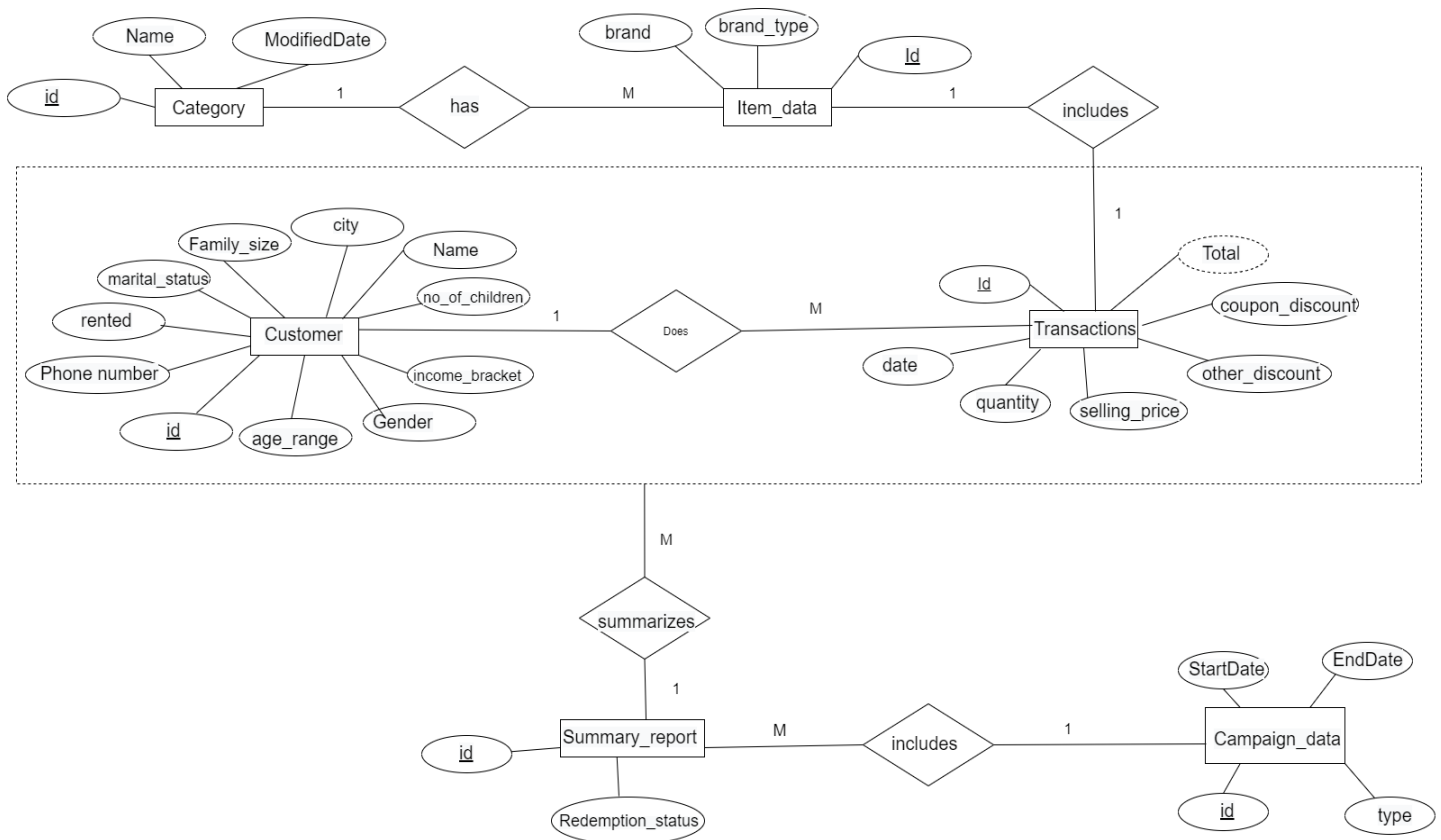 Name
ModifiedDate
id
Category
1
has
M
brand
brand_type
Id
Item_data
1
includes
1
Family_size
city
Name
marital_status
no_of_children
rented
Customer
Phone number
income_bracket
id
age_range
Gender
1
Does
M
Total
Id
coupon_discount
Transactions
date
other_discount
quantity
selling_price
M
summarizes
1
Summary_report
id
Redemption_status
M
includes
1
StartDate
EndDate
Campaign_data
id
type